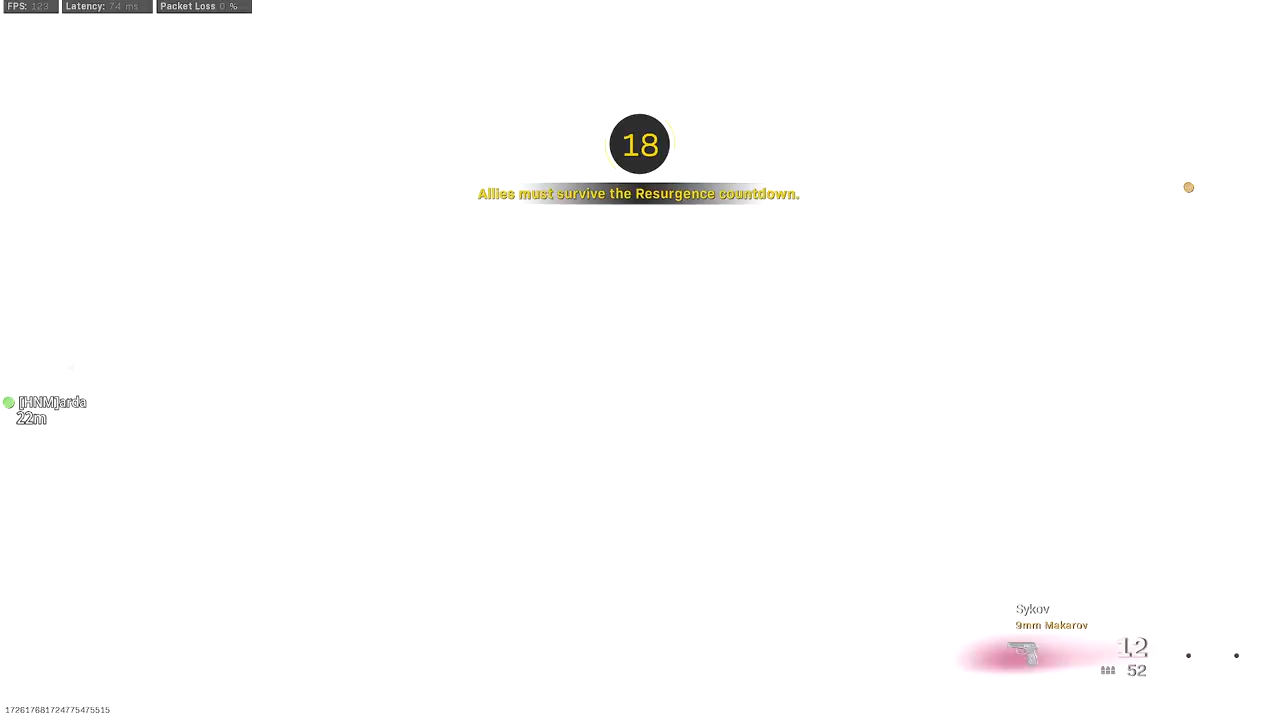 FPS: 123 Latency: 74 ms Packet Loss 0 %
18
Allies must survive the Resurgence countdown.
[HNM]arda
22m
Sykov
9mm Makarov
12
52
172617681724775475515